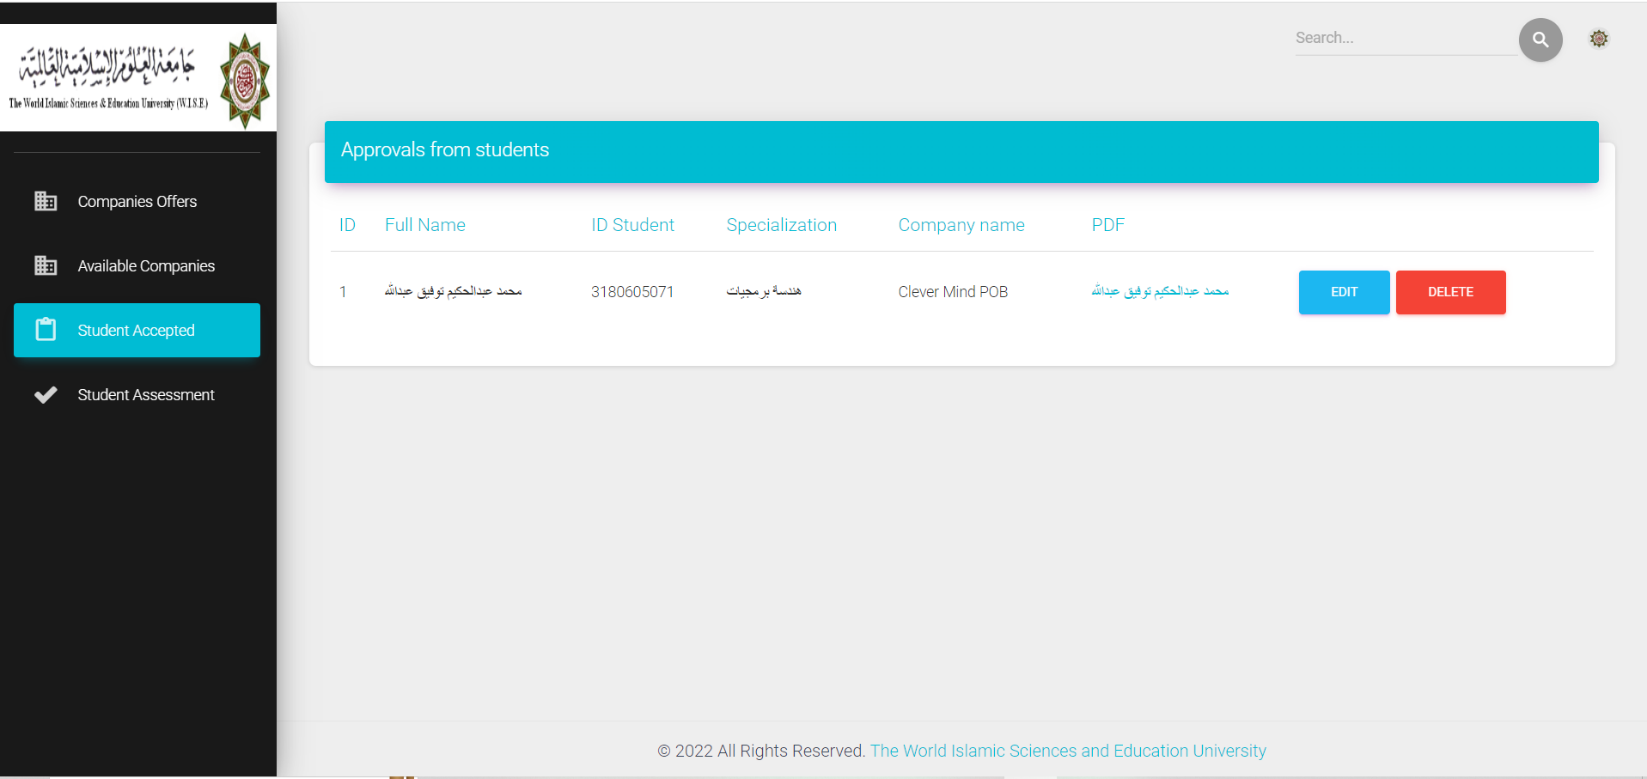 جامعة العلوم الإسلامية العالمية
The World Islamic Sciences & Education University (W.I.S.E)
Search...
Companies Offers
Available Companies
Student Accepted
Student Assessment
Approvals from students
ID Full Name ID Student Specialization Company name PDF
1 محمد عبدالحكيم توفيق عبدالله 3180605071 هندسة برمجيات Clever Mind POB محمد عبدالحكيم توفيق عبدالله EDIT DELETE
© 2022 All Rights Reserved. The World Islamic Sciences and Education University